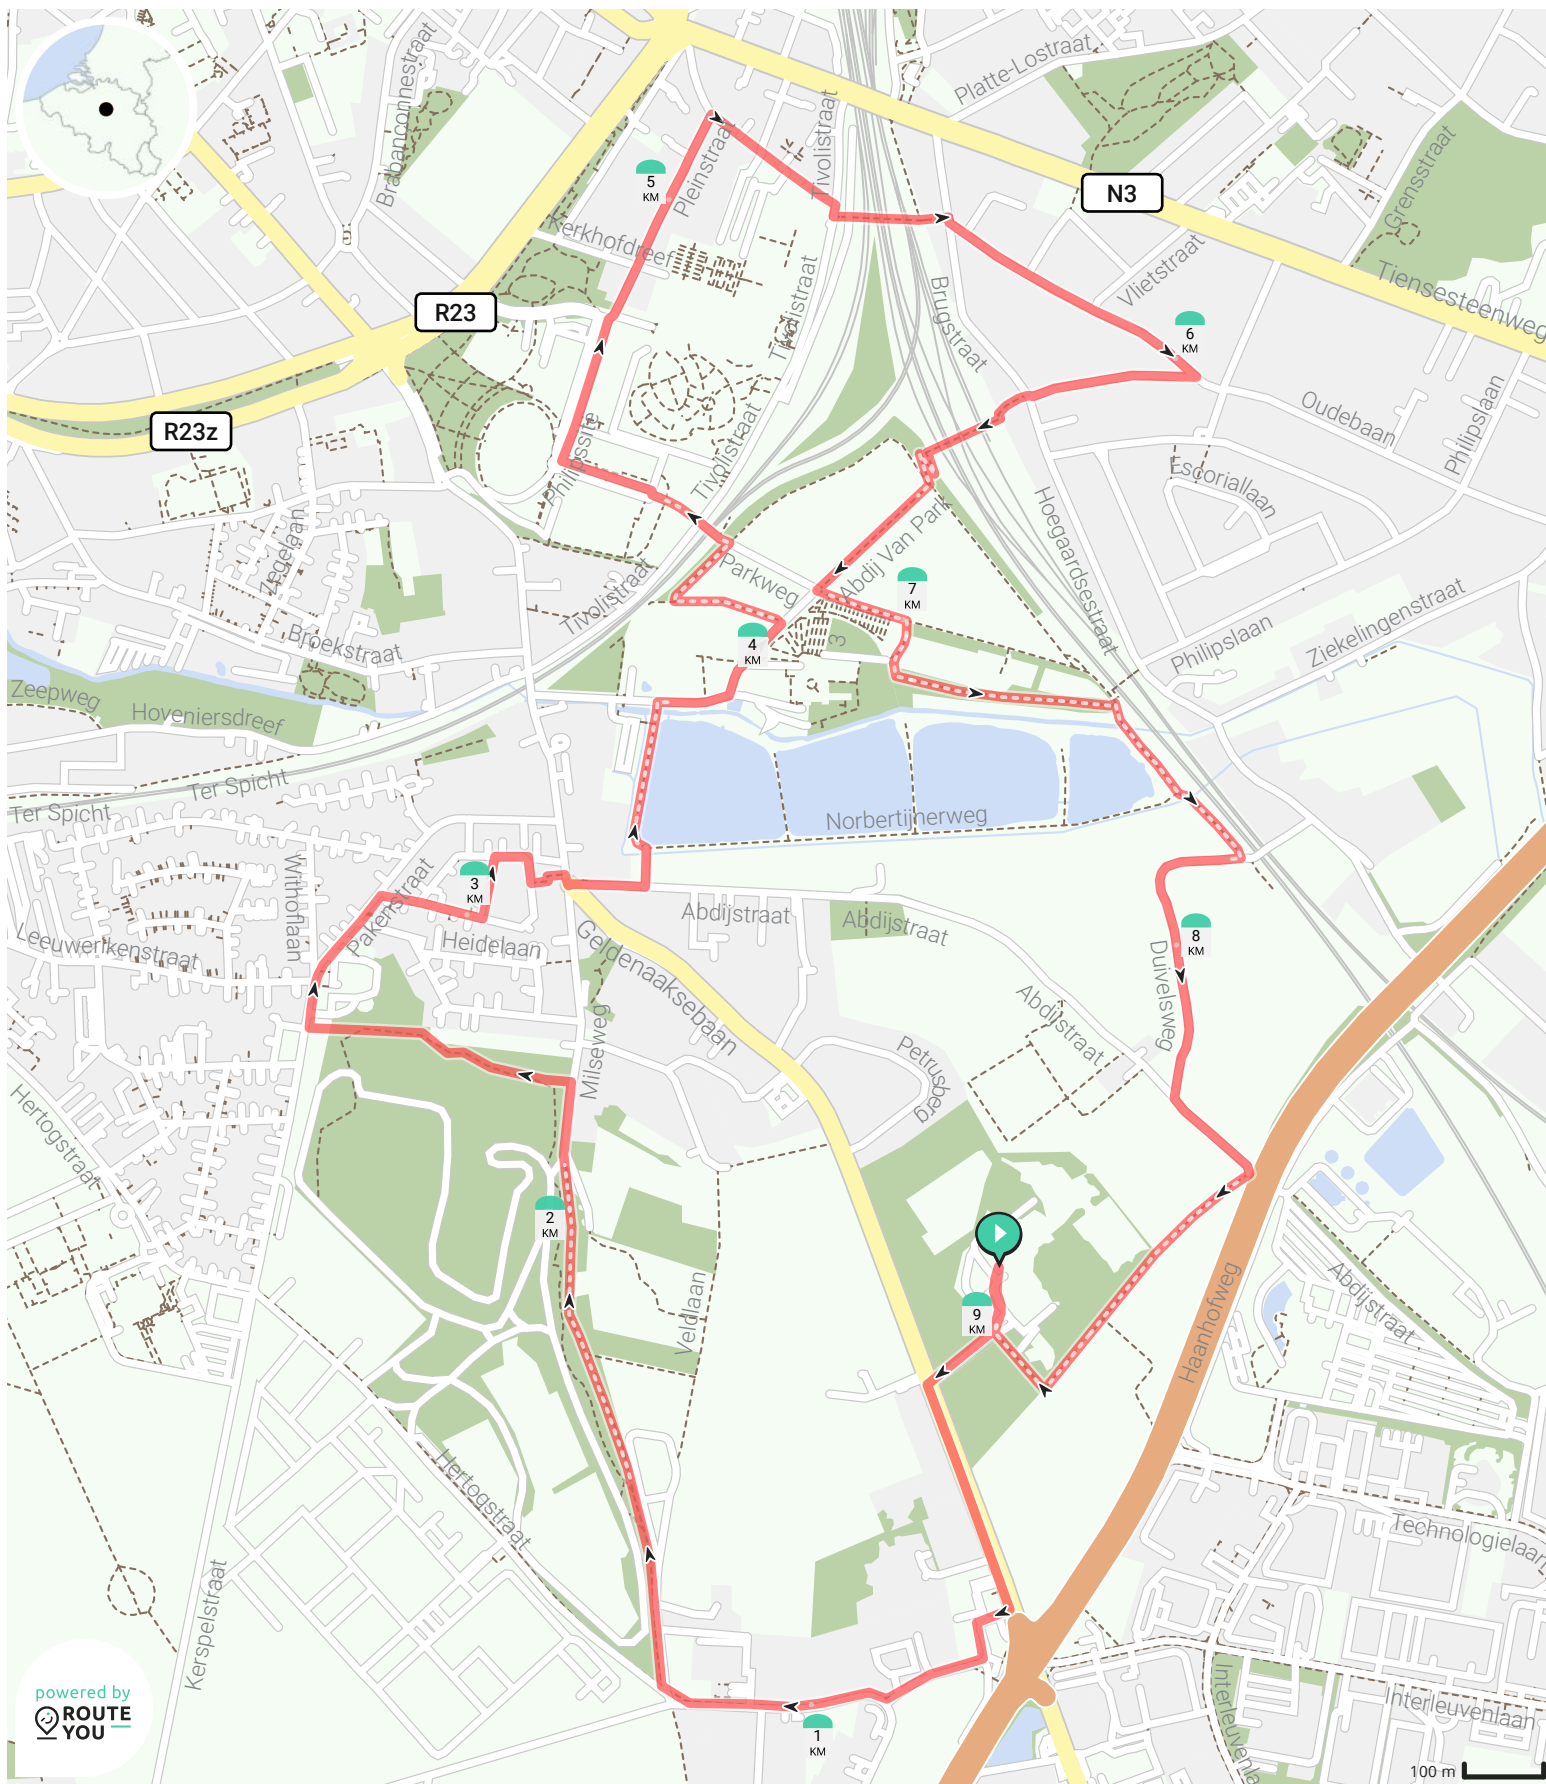 Brabançonnestraat
Platte-Lostraat
N3
Grensstraat
Tiensesteenweg
Tivolistraat
Pleinstraat
5
KM
Kerkhofdreef
Vlietstraat
R23
R23z
Tivolistraat
Brugstraat
6
KM
Oudebaan
Philipslaan
Escoriallaan
Philipssite
Tivolistraat
Hoegaardsestraat
Zegelaan
Abdij Van Park
Parkweg
7
KM
Tivolistraat
Broekstraat
3
4
KM
Philipslaan
Ziekelingenstraat
Zeepweg
Hoveniersdreef
Ter Spicht
Ter Spicht
Norbertijnerweg
Withoflaan
Pakenstraat
3
KM
Heidelaan
Leeuwerikenstraat
Abdijstraat
Abdijstraat
Geldenaaksebaan
8
KM
Duivelsweg
Abdijstraat
Milseweg
Petrusberg
Hertogstraat
2
KM
Veldlaan
9
KM
Haanhofweg
Abdijstraat
Hertogstraat
Technologielaan
Kerspelstraat
Interleuvenlaan
Interleuvenla
1
KM
powered by
ROUTE
YOU
100 m